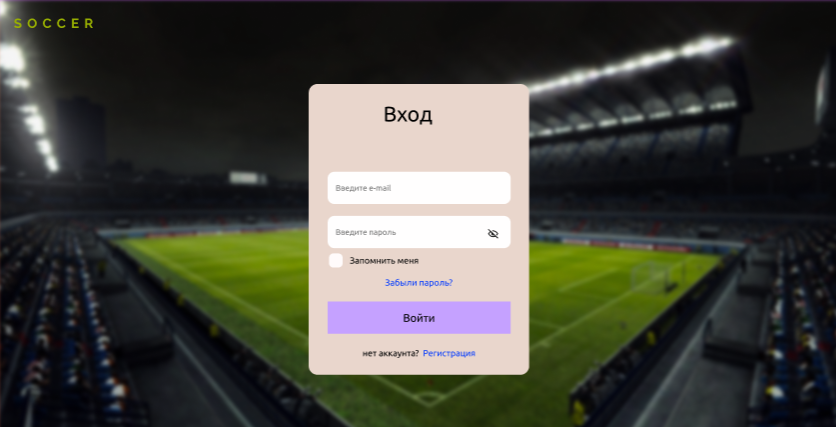 SOCCER
Вход
Введите e-mail
Введите пароль
Запомнить меня
Забыли пароль?
Войти
нет аккаунта? Регистрация